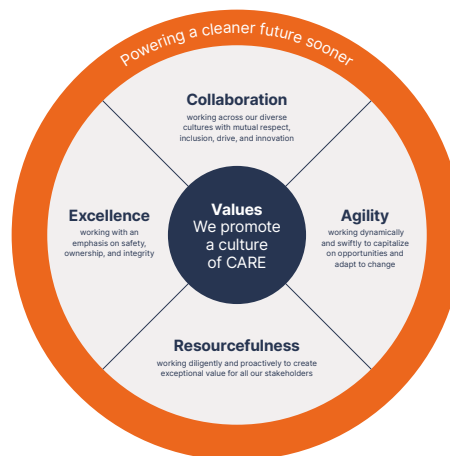 Powering a cleaner future sooner
Collaboration
working across our diverse
cultures with mutual respect,
inclusion, drive, and innovation
Excellence
working with an
emphasis on safety,
ownership, and integrity
Values
We promote
a culture
of CARE
Agility
working dynamically
and swiftly to capitalize
on opportunities and
adapt to change
Resourcefulness
working diligently and proactively to create
exceptional value for all our stakeholders